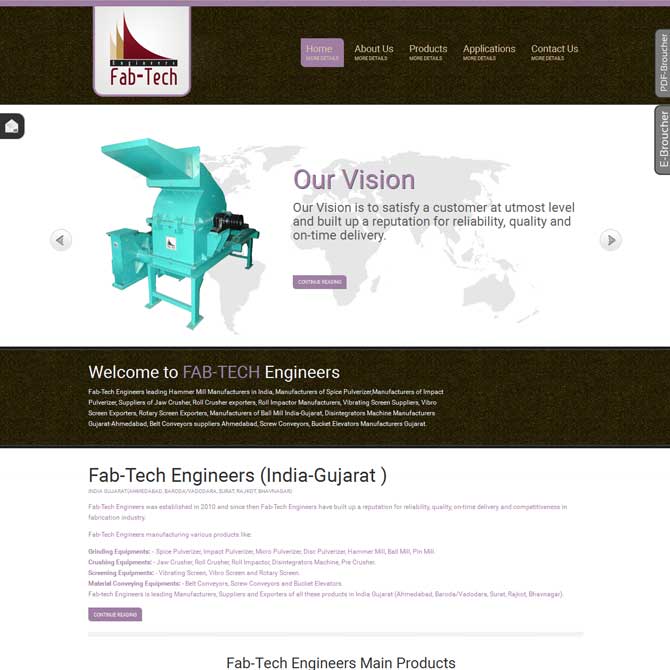 Engineers
Fab-Tech
Home
MORE DETAILS
About Us
MORE DETAILS
Products
MORE DETAILS
Applications
MORE DETAILS
Contact Us
MORE DETAILS
PDF-Broucher
E-Broucher
Our Vision
Our Vision is to satisfy a customer at utmost level
and built up a reputation for reliability, quality and
on-time delivery.
CONTINUE READING
Welcome to FAB-TECH Engineers
Fab-Tech Engineers leading Hammer Mill Manufacturers in India, Manufacturers of Spice Pulverizer,Manufacturers of Impact
Pulverizer, Suppliers of Jaw Crusher, Roll Crusher exporters, Roll Impactor Manufacturers, Vibrating Screen Suppliers, Vibro
Screen Exporters, Rotary Screen Exporters, Manufacturers of Ball Mill India-Gujarat, Disintegrators Machine Manufacturers
Gujarat-Ahmedabad, Belt Conveyors suppliers Ahmedabad, Screw Conveyors, Bucket Elevators Manufacturers Gujarat.
Fab-Tech Engineers (India-Gujarat )
INDIA GUJARAT(AHMEDABAD, BARODA/VADODARA, SURAT, RAJKOT, BHAVNAGAR)
Fab-Tech Engineers was established in 2010 and since then Fab-Tech Engineers have built up a reputation for reliability, quality, on-time delivery and competitiveness in
fabrication industry.
Fab-Tech Engineers manufacturing various products like:
Grinding Equipments: - Spice Pulverizer, Impact Pulverizer, Micro Pulverizer, Disc Pulverizer, Hammer Mill, Ball Mill, Pin Mill.
Crushing Equipments: - Jaw Crusher, Roll Crusher, Roll Impactor, Disintegrators Machine, Pre Crusher.
Screening Equipments: - Vibrating Screen, Vibro Screen and Rotary Screen.
Material Conveying Equipments: - Belt Conveyors, Screw Conveyors and Bucket Elevators.
Fab-tech Engineers is leading Manufacturers, Suppliers and Exporters of all these products in India Gujarat (Ahmedabad, Baroda/Vadodara, Surat, Rajkot, Bhavnagar).
CONTINUE READING
Fab-Tech Engineers Main Products